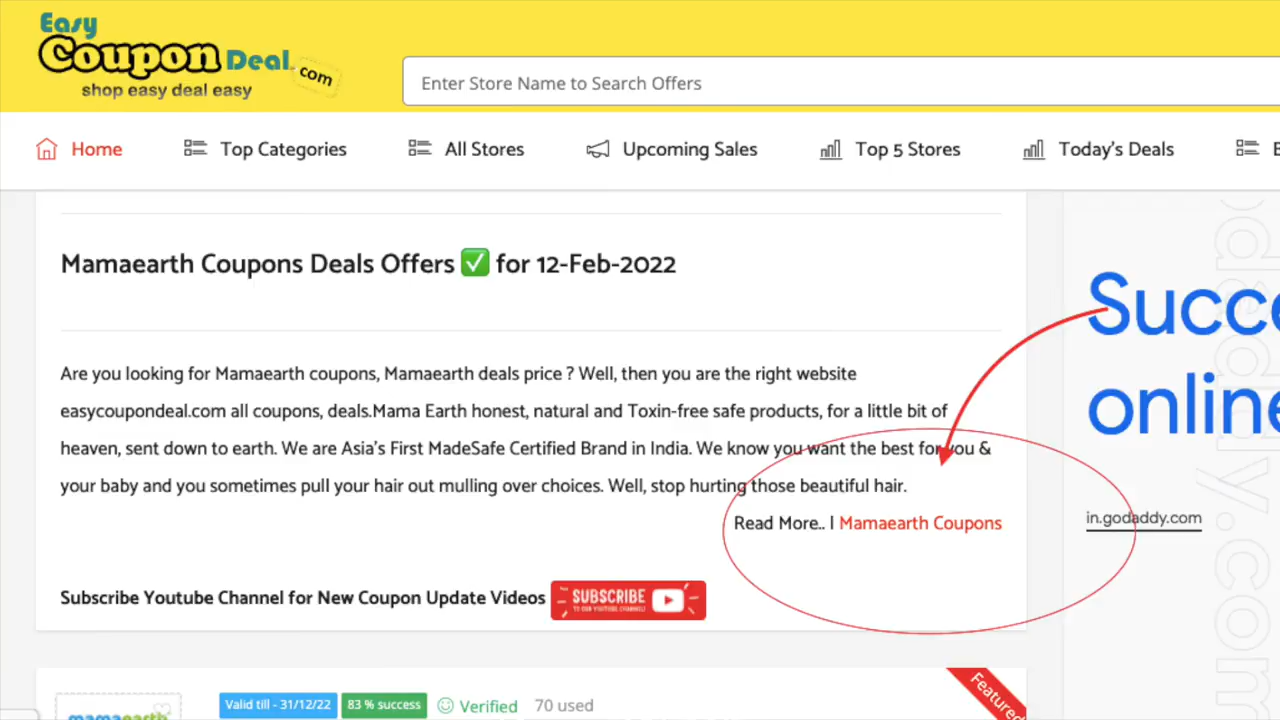 Easy
Coupon Deal.com
shop easy deal easy
Enter Store Name to Search Offers
Home Top Categories All Stores Upcoming Sales Top 5 Stores Today's Deals
Mamaearth Coupons Deals Offers ✅ for 12-Feb-2022
Are you looking for Mamaearth coupons, Mamaearth deals price ? Well, then you are the right website
easycoupondeal.com all coupons, deals.Mama Earth honest, natural and Toxin-free safe products, for a little bit of
heaven, sent down to earth. We are Asia's First MadeSafe Certified Brand in India. We know you want the best for you &
your baby and you sometimes pull your hair out mulling over choices. Well, stop hurting those beautiful hair.
Read More.. | Mamaearth Coupons
Succe
online
in.godaddy.com
godaddy.com
Subscribe Youtube Channel for New Coupon Update Videos
SUBSCRIBE
TO OUR YOUTUBE CHANNEL!
mamaearth
Valid till - 31/12/22 83 % success Verified 70 used
Featured